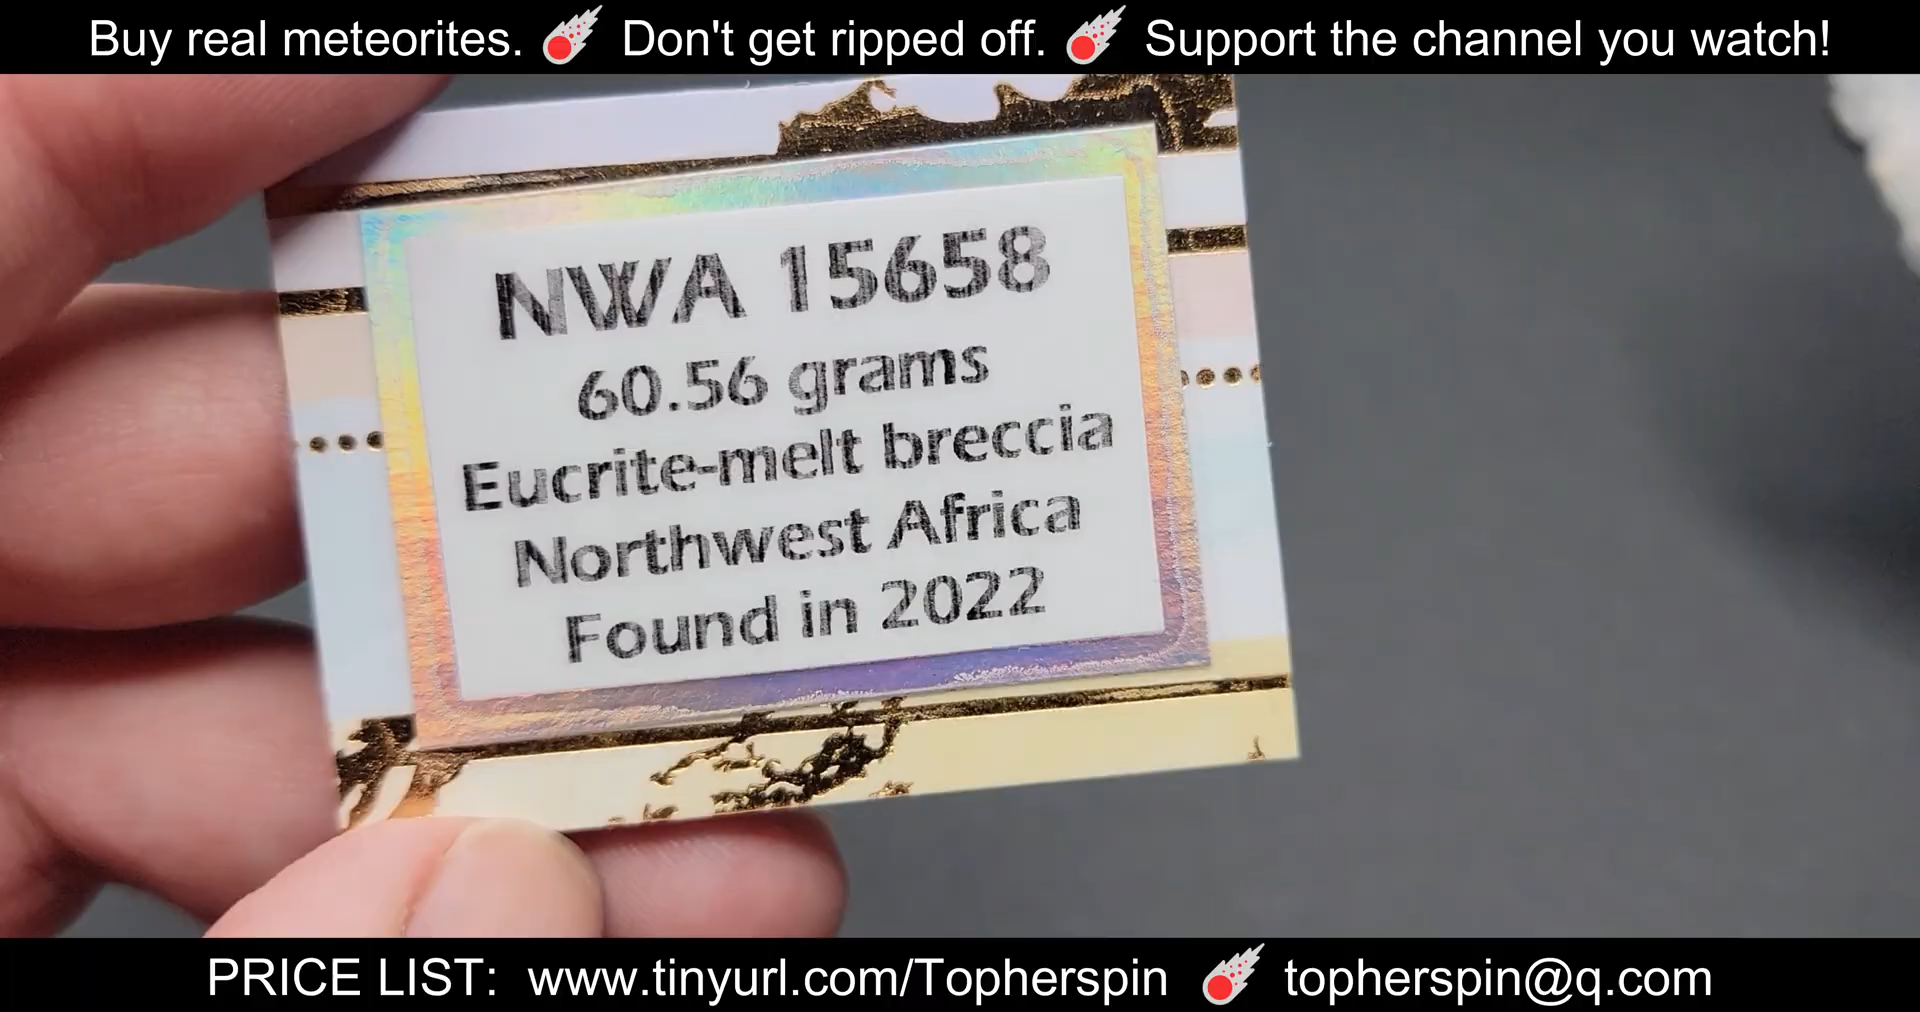 Buy real meteorites. Don't get ripped off. Support the channel you watch!
NWA 15658
60.56 grams
Eucrite-melt breccia
Northwest Africa
Found in 2022
PRICE LIST: www.tinyurl.com/Topherspin topherspin@q.com